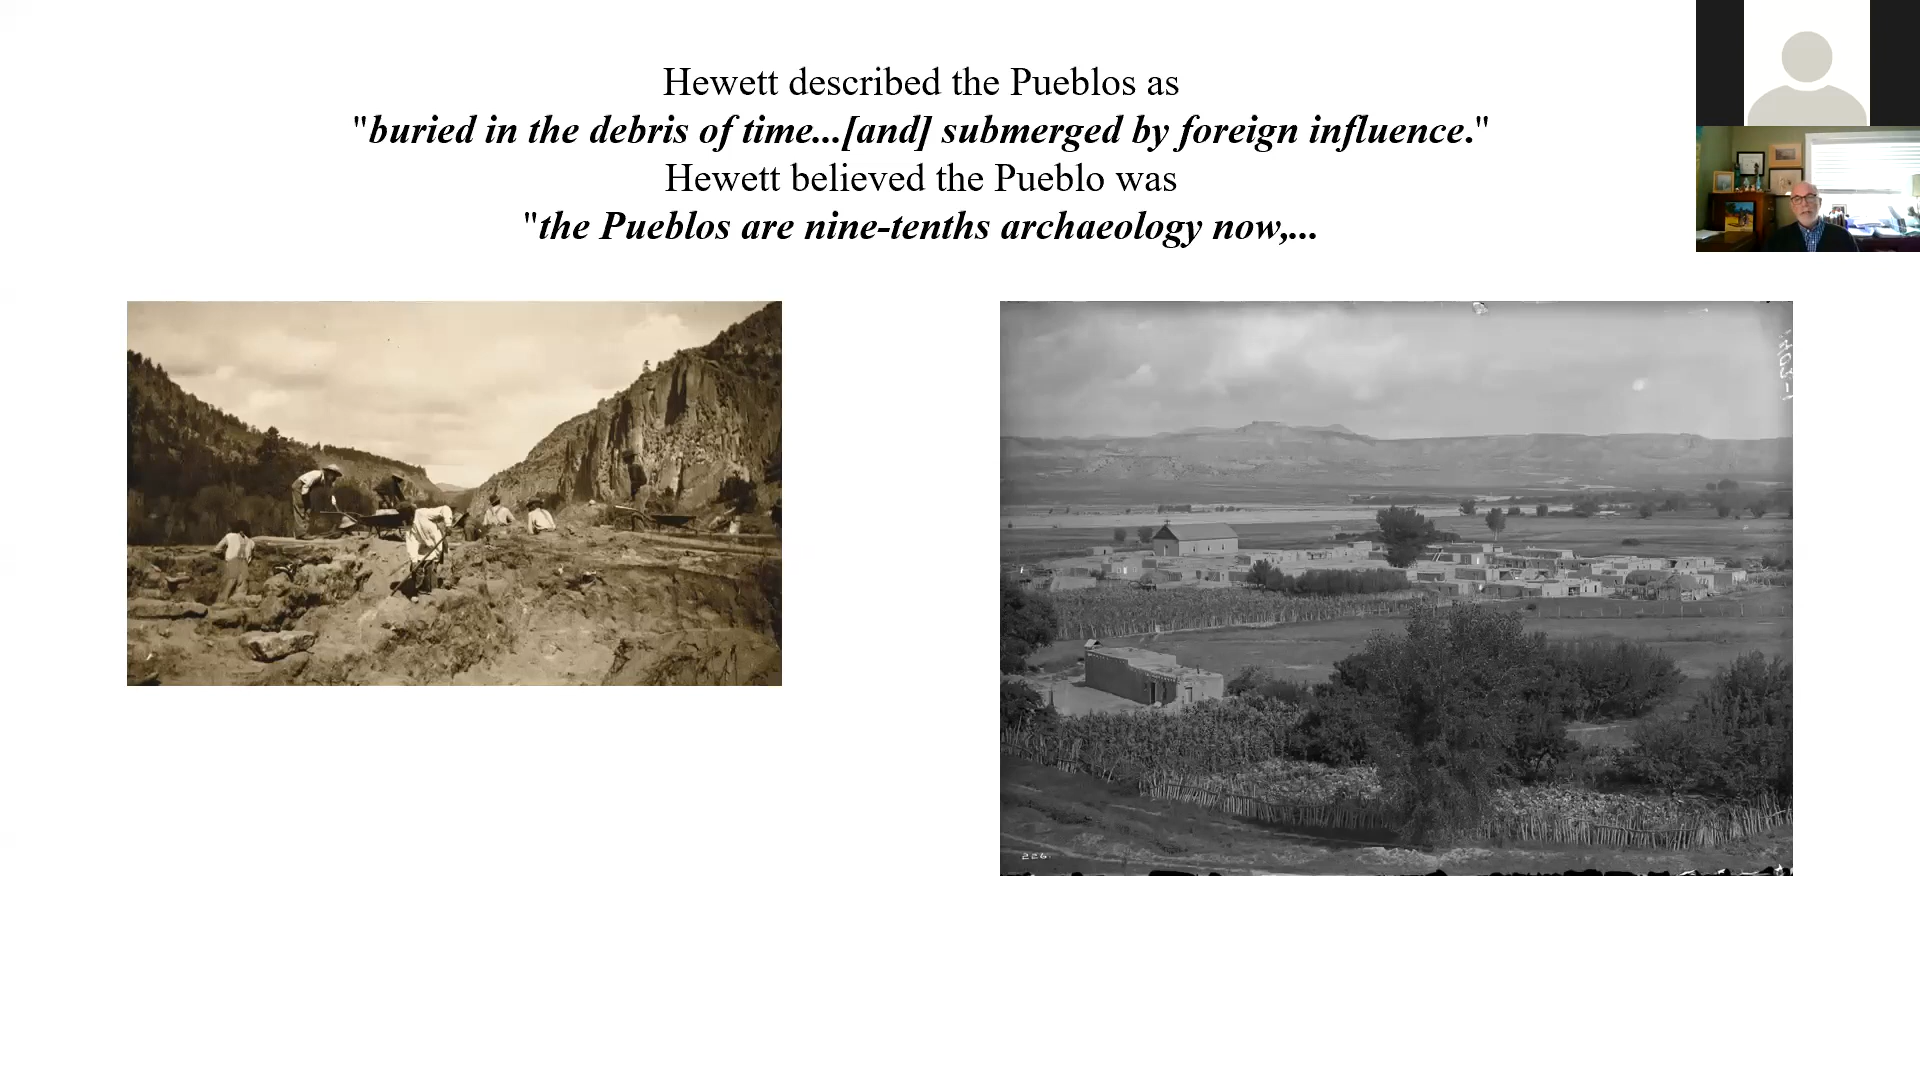 Hewett described the Pueblos as
"buried in the debris of time...[and] submerged by foreign influence."
Hewett believed the Pueblo was
"the Pueblos are nine-tenths archaeology now,...
226.